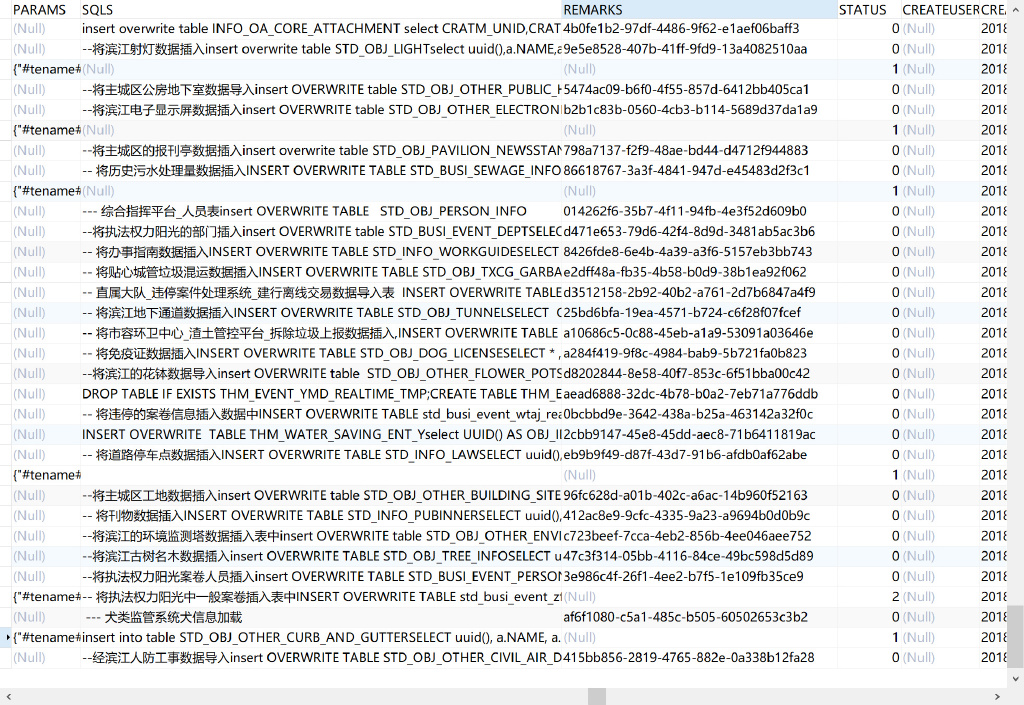 PARAMS SQLS REMARKS STATUS CREATEUSER CRE
(Null) insert overwrite table INFO_OA_CORE_ATTACHMENT select CRATM_UNID,CRAT 4b0fe1b2-97df-4486-9f62-e1aef06baff3 0 (Null) 2018
(Null) --将滨江射灯数据插入insert overwrite table STD_OBJ_LIGHTselect uuid(),a.NAME,a 9e5e8528-407b-41ff-9fd9-13a4082510aa 0 (Null) 2018
{"#tename# (Null) (Null) 1 (Null) 2018
(Null) --将主城区公房地下室数据导入insert OVERWRITE table STD_OBJ_OTHER_PUBLIC_H 5474ac09-b6f0-4f55-857d-6412bb405ca1 0 (Null) 2018
(Null) --将滨江电子显示屏数据插入insert OVERWRITE table STD_OBJ_OTHER_ELECTRON b2b1c83b-0560-4cb3-b114-5689d37da1a9 0 (Null) 2018
{"#tename# (Null) (Null) 1 (Null) 2018
(Null) --将主城区的报刊亭数据插入insert overwrite table STD_OBJ_PAVILION_NEWSSTAN 798a7137-f2f9-48ae-bd44-d4712f944883 0 (Null) 2018
(Null) -- 将历史污水处理量数据插入INSERT OVERWRITE TABLE STD_BUSI_SEWAGE_INFO 86618767-3a3f-4841-947d-e45483d2f3c1 0 (Null) 2018
{"#tename# (Null) (Null) 1 (Null) 2018
(Null) --- 综合指挥平台_人员表insert OVERWRITE TABLE STD_OBJ_PERSON_INFO 014262f6-35b7-4f11-94fb-4e3f52d609b0 0 (Null) 2018
(Null) --将执法权力阳光的部门插入insert overwrite table STD_BUSI_EVENT_DEPTSELEC d471e653-79d6-42f4-8d9d-3481ab5ac3b6 0 (Null) 2018
(Null) -- 将办事指南数据插入INSERT OVERWRITE TABLE STD_INFO_WORKGUIDESELECT 8426fde8-6e4b-4a39-a3f6-5157eb3bb743 0 (Null) 2018
(Null) -- 将贴心城管垃圾混运数据插入INSERT OVERWRITE TABLE STD_OBJ_TXCG_GARBA e2dff48a-fb35-4b58-b0d9-38b1ea92f062 0 (Null) 2018
(Null) -- 直属大队_违停案件处理系统_建行离线交易数据导入表 INSERT OVERWRITE TABLE d3512158-2b92-40b2-a761-2d7b6847a4f9 0 (Null) 2018
(Null) -- 将滨江地下通道数据插入INSERT OVERWRITE TABLE STD_OBJ_TUNNELSELECT ( 25bd6bfa-19ea-4571-b724-c6f28f07fcef 0 (Null) 2018
(Null) -- 将市容环卫中心_渣土管控平台_拆除垃圾上报数据插入,INSERT OVERWRITE TABLE a10686c5-0c88-45eb-a1a9-53091a03646e 0 (Null) 2018
(Null) -- 将免疫证数据插入INSERT OVERWRITE TABLE STD_OBJ_DOG_LICENSESELECT * , a284f419-9f8c-4984-bab9-5b721fa0b823 0 (Null) 2018
(Null) --将滨江的花钵数据导入insert OVERWRITE table STD_OBJ_OTHER_FLOWER_POTS d8202844-8e58-40f7-853c-6f51bba00c42 0 (Null) 2018
(Null) DROP TABLE IF EXISTS THM_EVENT_YMD_REALTIME_TMP;CREATE TABLE THM_E aead6888-32dc-4b78-b0a2-7eb71a776ddb 0 (Null) 2018
(Null) -- 将违停的案卷信息插入数据中INSERT OVERWRITE TABLE std_busi_event_wtaj_rea 0bcbbd9e-3642-438a-b25a-463142a32f0c 0 (Null) 2018
(Null) INSERT OVERWRITE TABLE THM_WATER_SAVING_ENT_Yselect UUID() AS OBJ_I 2cbb9147-45e8-45dd-aec8-71b6411819ac 0 (Null) 2018
(Null) -- 将道路停车点数据插入INSERT OVERWRITE TABLE STD_INFO_LAWSELECT uuid(), eb9b9f49-d87f-43d7-91b6-afdb0af62abe 0 (Null) 2018
{"#tename# (Null) 1 (Null) 2018
(Null) --将主城区工地数据插入insert OVERWRITE table STD_OBJ_OTHER_BUILDING_SITE 96fc628d-a01b-402c-a6ac-14b960f52163 0 (Null) 2018
(Null) -- 将刊物数据插入INSERT OVERWRITE TABLE STD_INFO_PUBINNERSELECT uuid(), 412ac8e9-9cfc-4335-9a23-a9694b0d0b9c 0 (Null) 2018
(Null) --将滨江的环境监测塔数据插入表中insert OVERWRITE table STD_OBJ_OTHER_ENVI c723beef-7cca-4eb2-856b-4ee046aee752 0 (Null) 2018
(Null) --将滨江古树名木数据插入insert OVERWRITE TABLE STD_OBJ_TREE_INFOSELECT u 47c3f314-05bb-4116-84ce-49bc598d5d89 0 (Null) 2018
(Null) --将执法权力阳光案卷人员插入insert OVERWRITE TABLE STD_BUSI_EVENT_PERSON 3e986c4f-26f1-4ee2-b7f5-1e109fb35ce9 0 (Null) 2018
{"#tename# -- 将执法权力阳光中一般案卷插入表中INSERT OVERWRITE TABLE std_busi_event_zf (Null) 2 (Null) 2018
(Null) --- 犬类监管系统犬信息加载 af6f1080-c5a1-485c-b505-60502653c3b2 0 (Null) 2018
{"#tename# insert into table STD_OBJ_OTHER_CURB_AND_GUTTERSELECT uuid(), a.NAME, a. (Null) 1 (Null) 2018
(Null) --经滨江人防工事数据导入insert OVERWRITE TABLE STD_OBJ_OTHER_CIVIL_AIR_D 415bb856-2819-4765-882e-0a338b12fa28 0 (Null) 2018